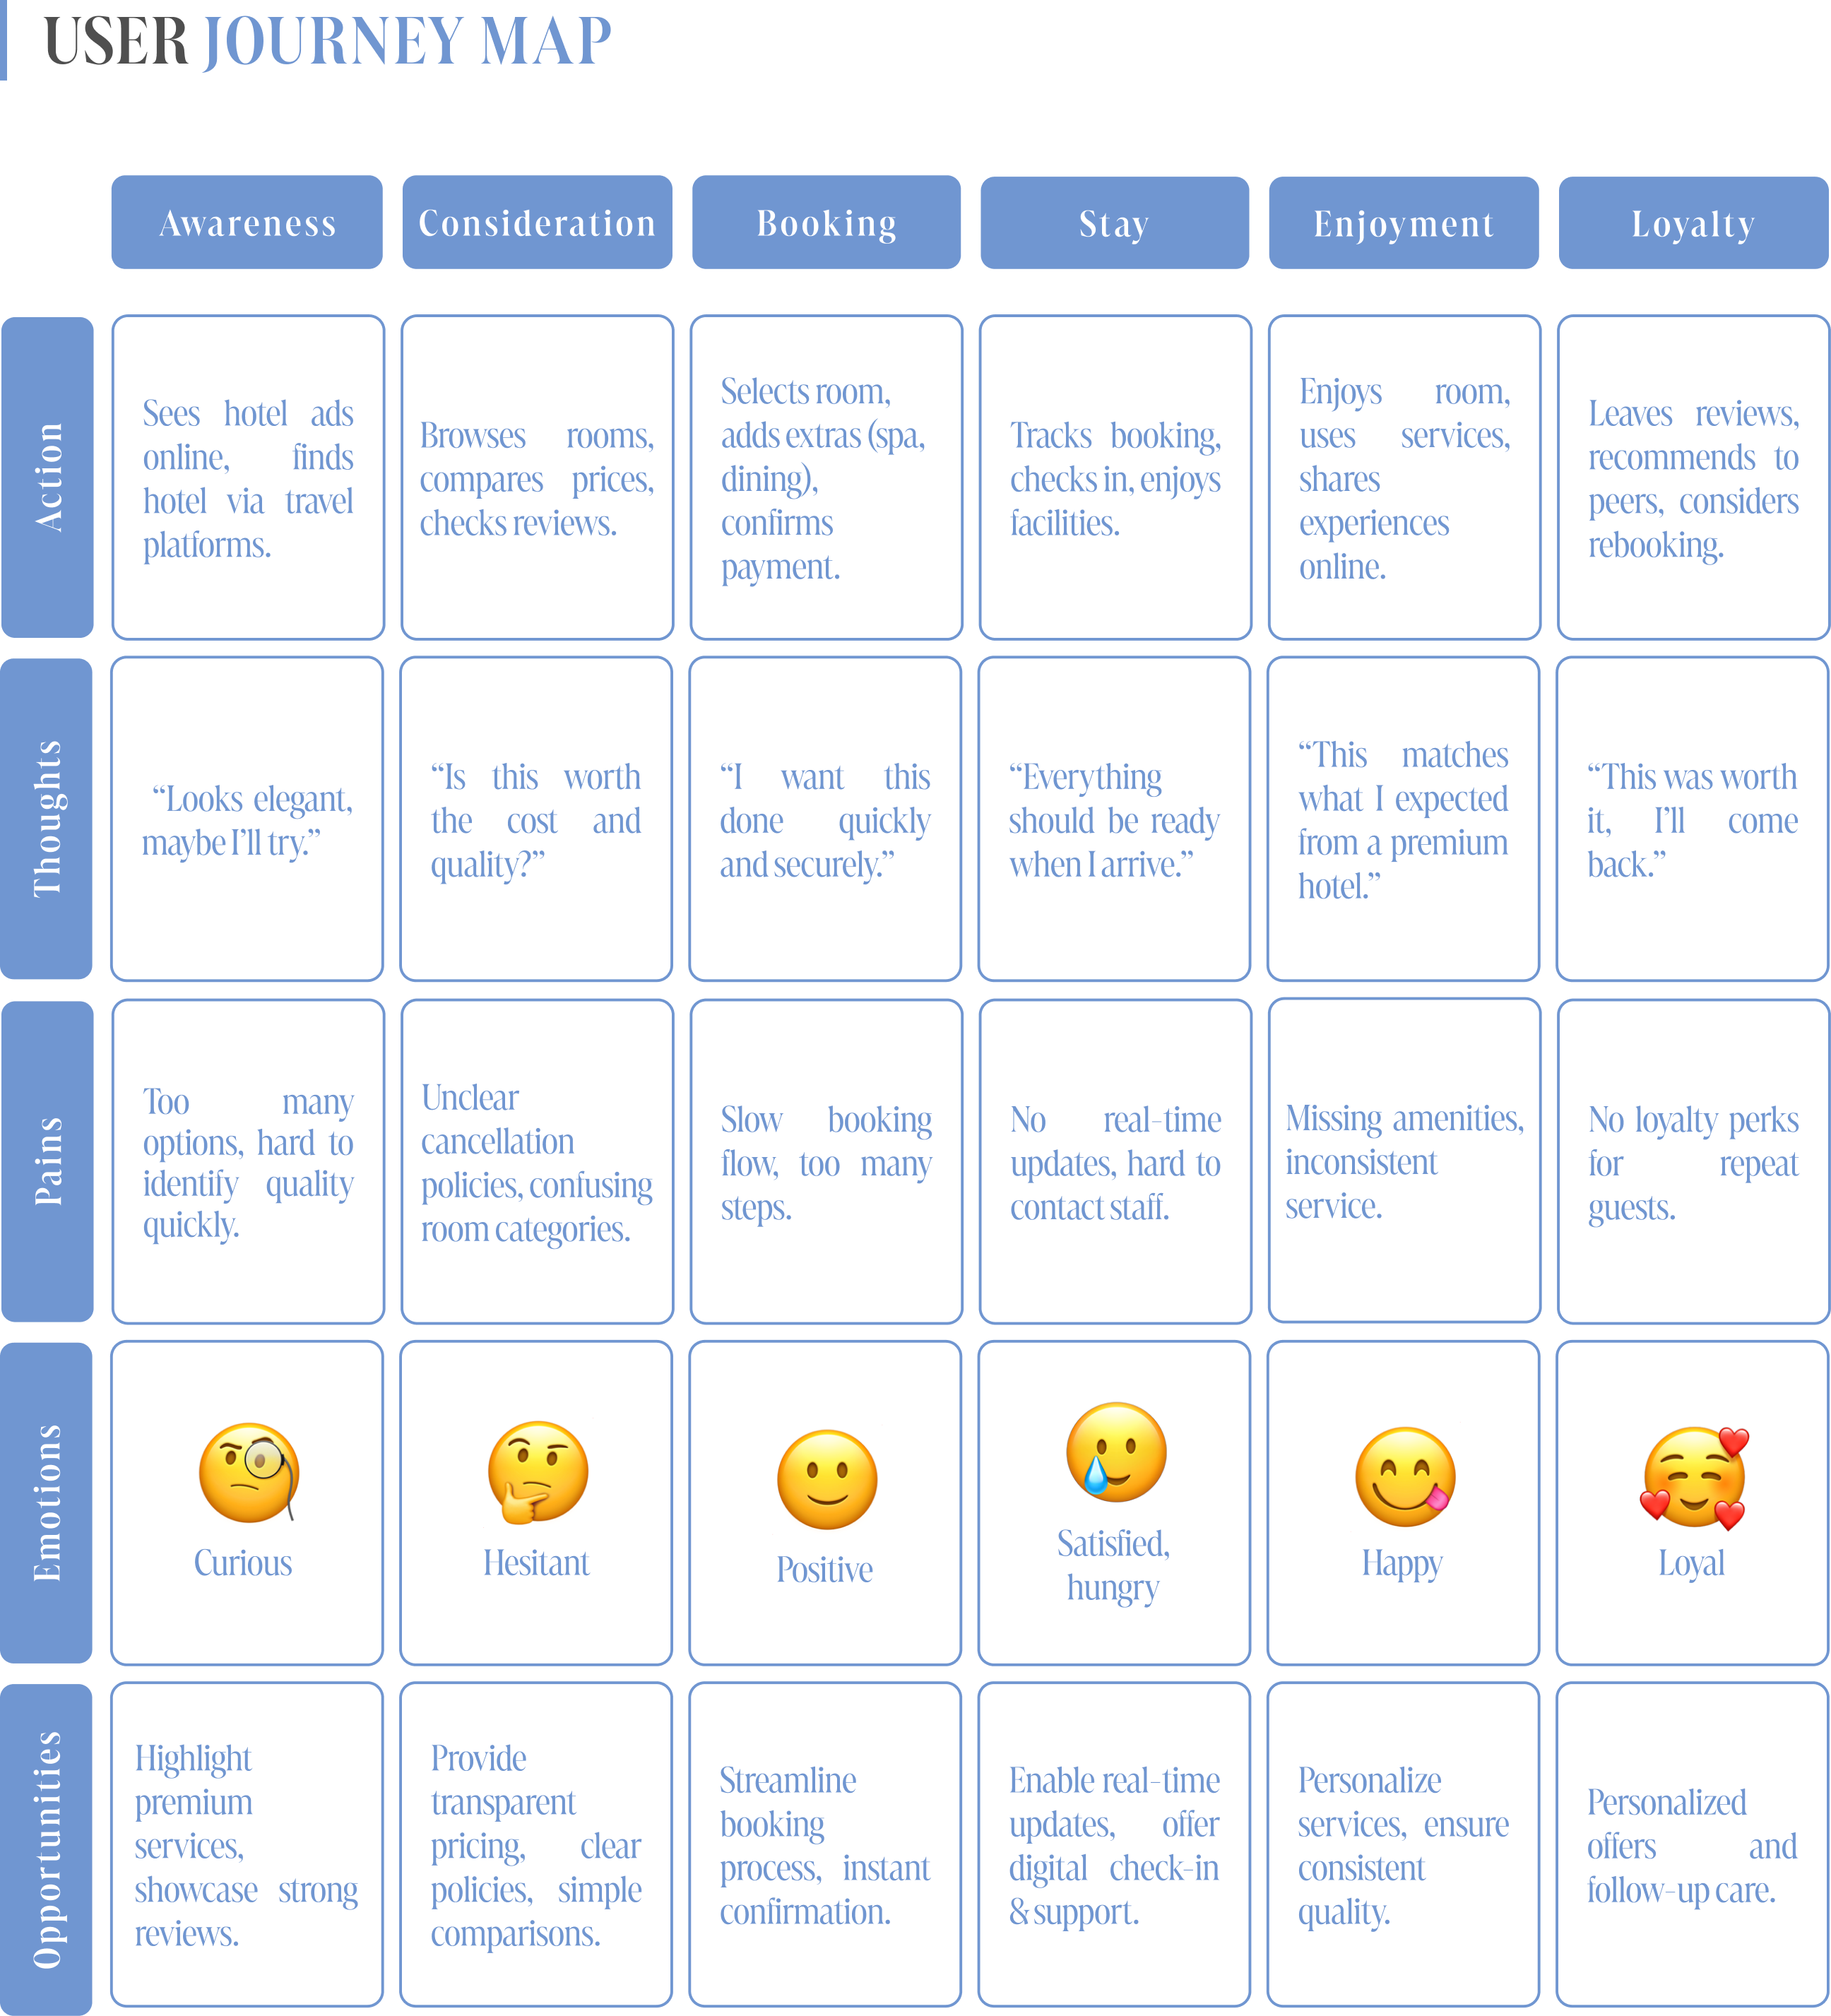 USER JOURNEY MAP
Awareness
Consideration
Booking
Stay
Enjoyment
Loyalty
Action
Sees hotel ads
online, finds
hotel via travel
platforms.
Browses rooms,
compares prices,
checks reviews.
Selects room,
adds extras (spa,
dining),
confirms
payment.
Tracks booking,
checks in, enjoys
facilities.
Enjoys room,
uses services,
shares
experiences
online.
Leaves reviews,
recommends to
peers, considers
rebooking.
Thoughts
“Looks elegant,
maybe I’ll try.”
“Is this worth
the cost and
quality?”
“I want this
done quickly
and securely.”
“Everything
should be ready
when I arrive.”
“This matches
what I expected
from a premium
hotel.”
“This was worth
it, I’ll come
back.”
Pains
Too many
options, hard to
identify quality
quickly.
Unclear
cancellation
policies, confusing
room categories.
Slow booking
flow, too many
steps.
No real-time
updates, hard to
contact staff.
Missing amenities,
inconsistent
service.
No loyalty perks
for repeat
guests.
Emotions
Curious
Hesitant
Positive
Satisfied,
hungry
Happy
Loyal
Opportunities
Highlight
premium
services,
showcase strong
reviews.
Provide
transparent
pricing, clear
policies, simple
comparisons.
Streamline
booking
process, instant
confirmation.
Enable real-time
updates, offer
digital check-in
& support.
Personalize
services, ensure
consistent
quality.
Personalized
offers and
follow-up care.